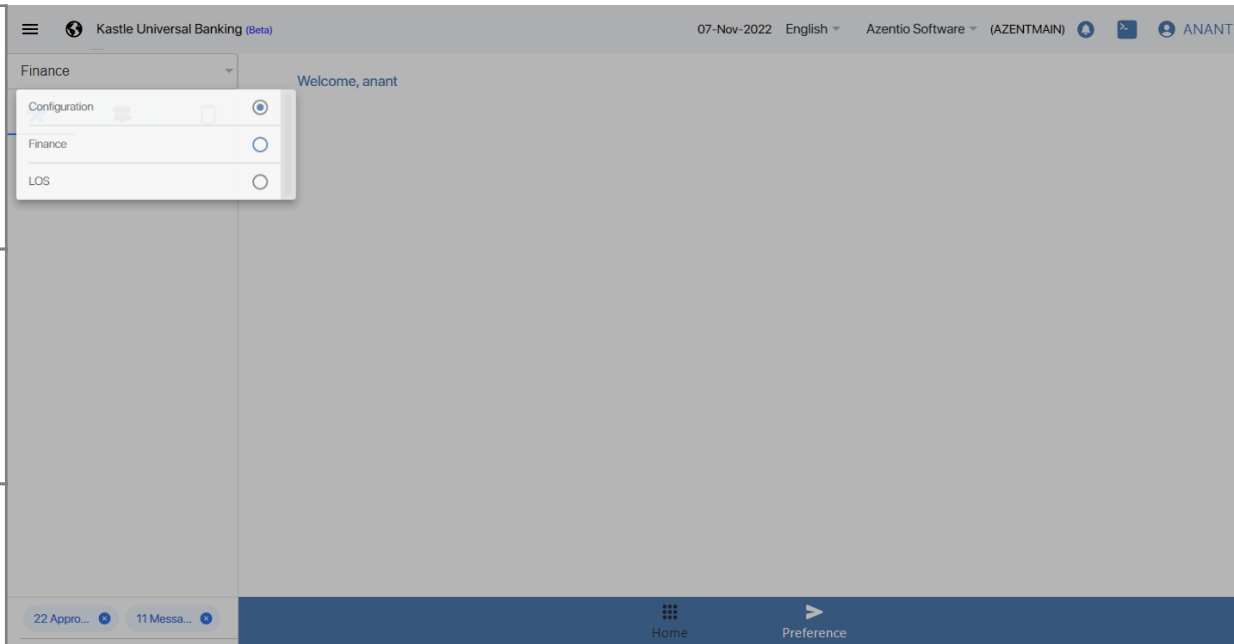 Kastle Universal Banking (Beta) 07-Nov-2022 English Azentio Software (AZENTMAIN) ANANT
Finance
Welcome, anant
Configuration
Finance
LOS
22 Appro... 11 Messa...
Home Preference